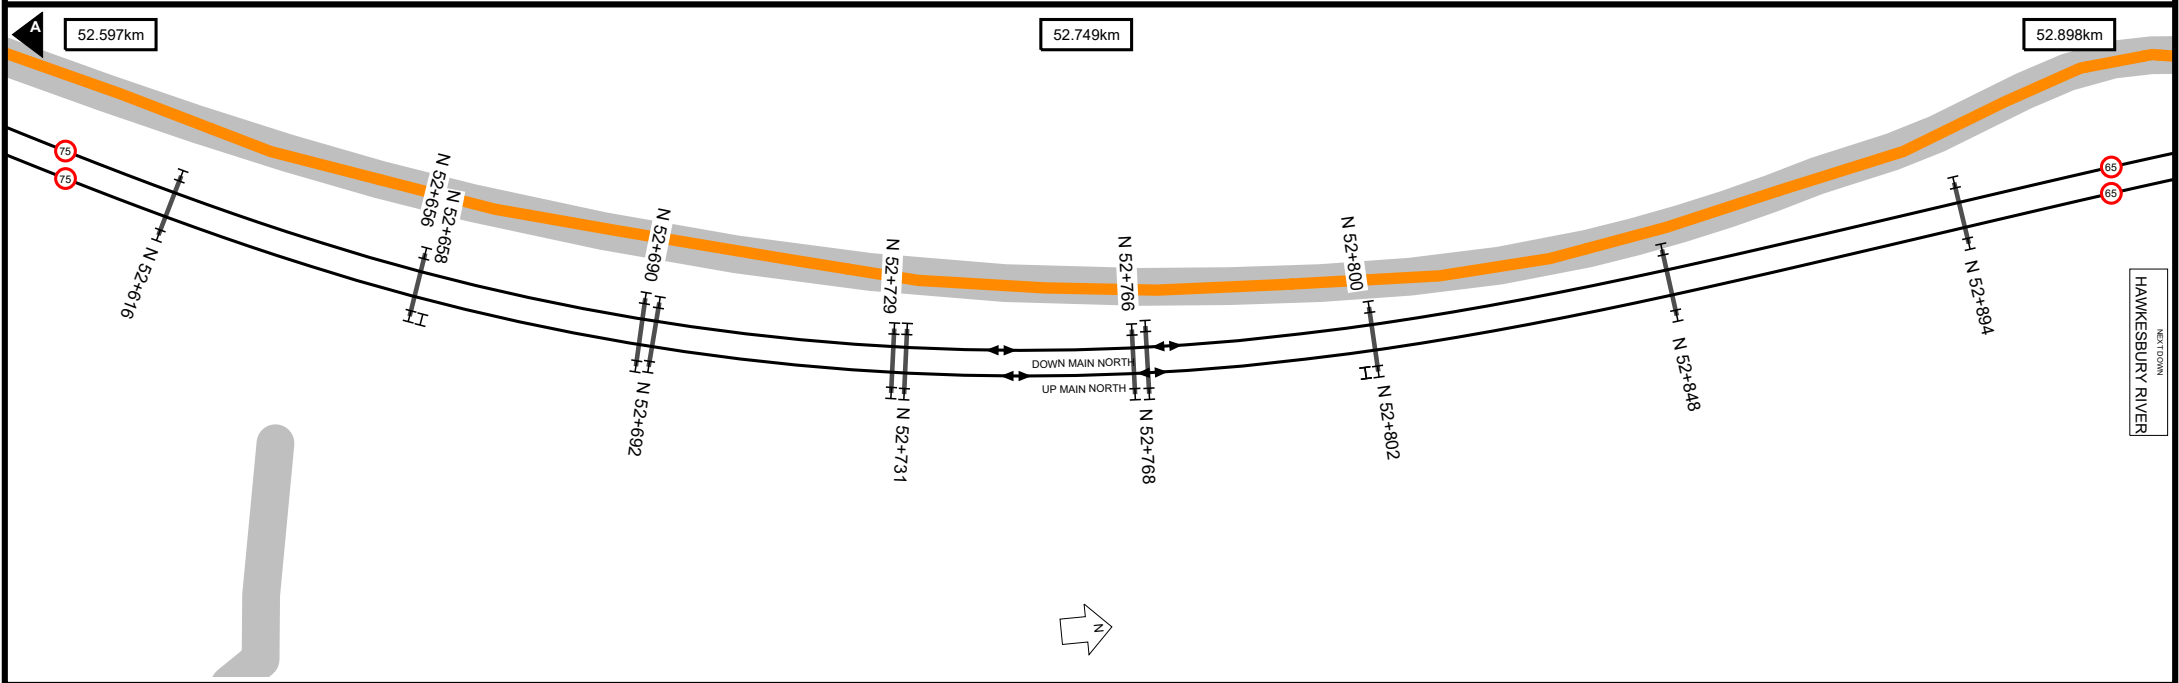 A
52.597km
52.749km
52.898km
75
75
65
65
N 52+616
N 52+656
N 52+658
N 52+690
N 52+692
N 52+729
N 52+731
N 52+766
N 52+768
N 52+800
N 52+802
N 52+848
N 52+894
DOWN MAIN NORTH
UP MAIN NORTH
NEXT DOWN
HAWKESBURY RIVER
N